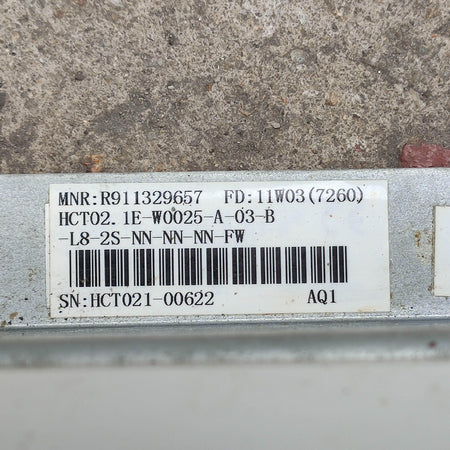 MNR:R911329657 FD:11W03(7260)
HCT02.1E-W0025-A-03-B
-L8-2S-NN-NN-NN-FW
SN:HCT021-00622 AQ1